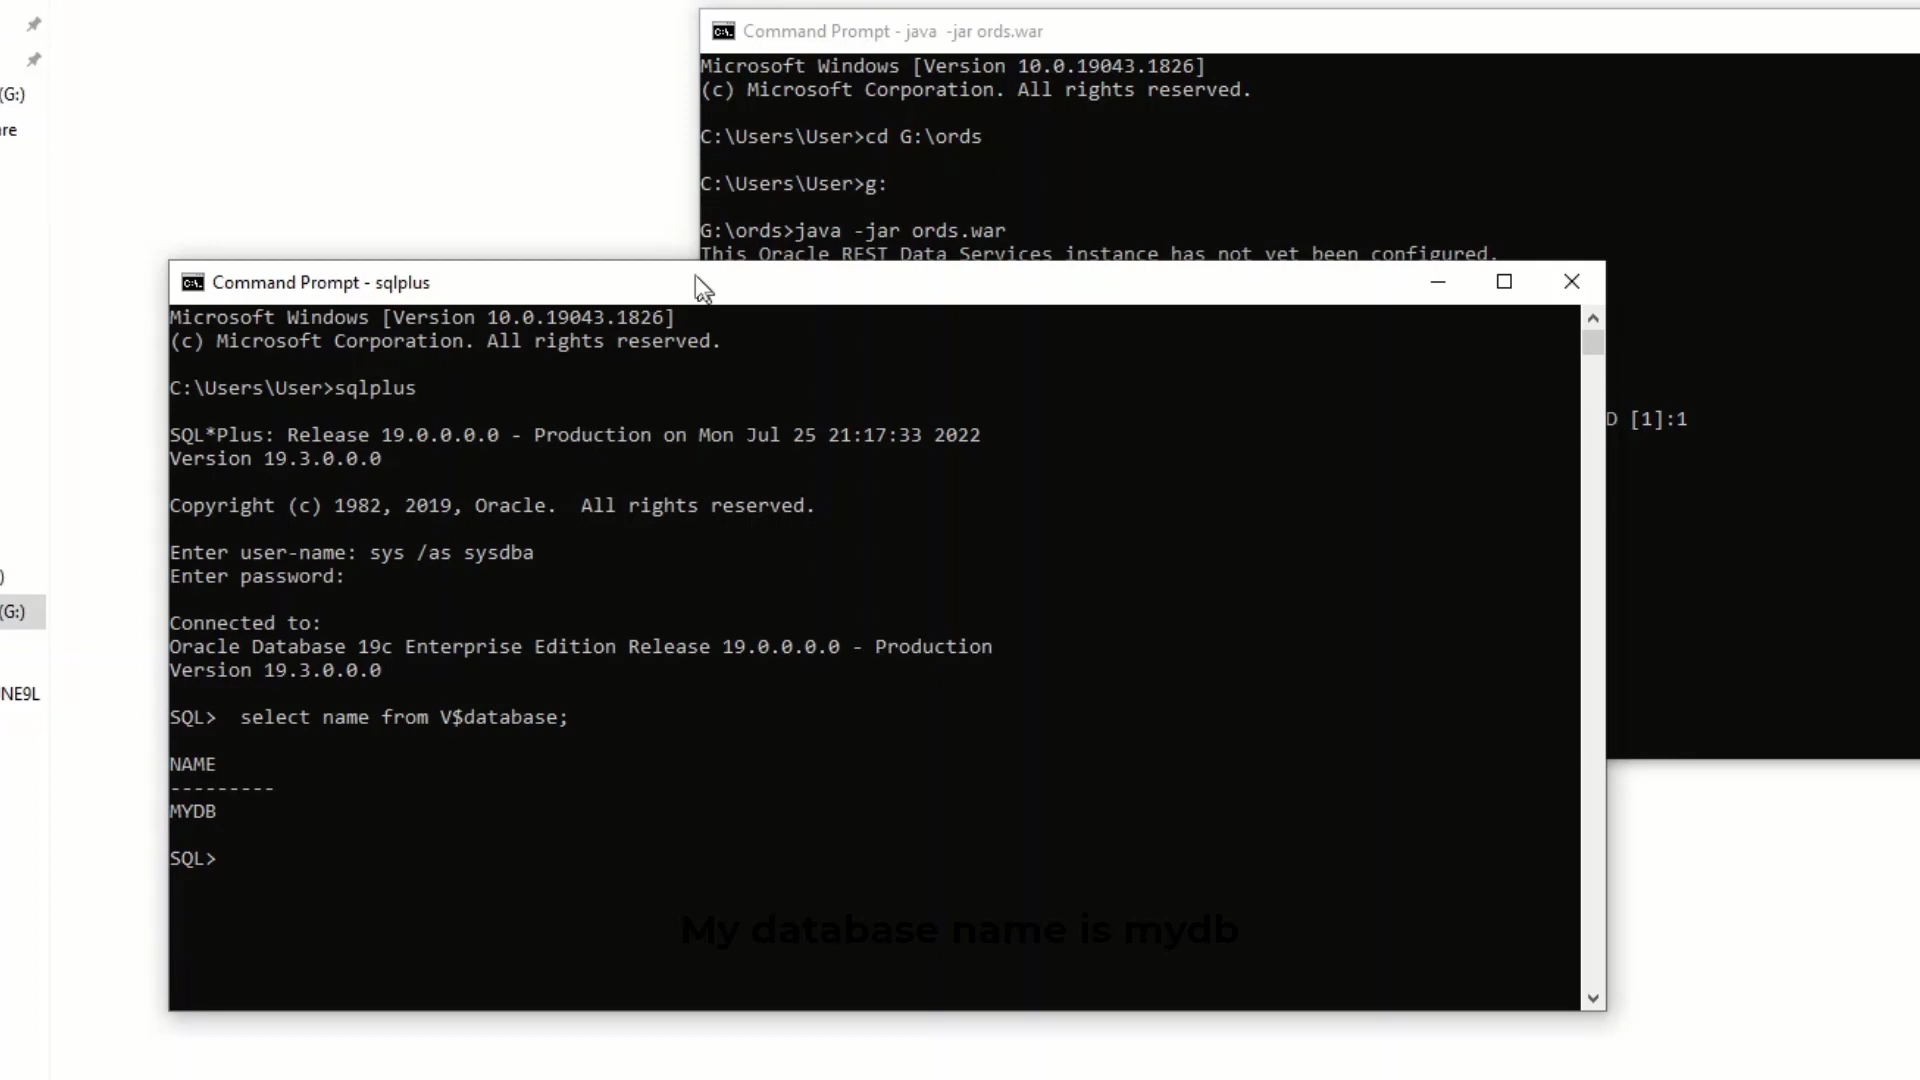 (G:)
re
)
(G:)
NE9L
Command Prompt - java  -jar ords.war
Microsoft Windows [Version 10.0.19043.1826]
(c) Microsoft Corporation. All rights reserved.
C:\Users\User>cd G:\ords
C:\Users\User>g:
G:\ords>java -jar ords.war
This Oracle REST Data Services instance has not yet been configured.
D [1]:1
Command Prompt - sqlplus
Microsoft Windows [Version 10.0.19043.1826]
(c) Microsoft Corporation. All rights reserved.
C:\Users\User>sqlplus
SQL*Plus: Release 19.0.0.0.0 - Production on Mon Jul 25 21:17:33 2022
Version 19.3.0.0.0
Copyright (c) 1982, 2019, Oracle.  All rights reserved.
Enter user-name: sys /as sysdba
Enter password:
Connected to:
Oracle Database 19c Enterprise Edition Release 19.0.0.0.0 - Production
Version 19.3.0.0.0
SQL>  select name from V$database;
NAME
---------
MYDB
SQL>
My database name is mydb